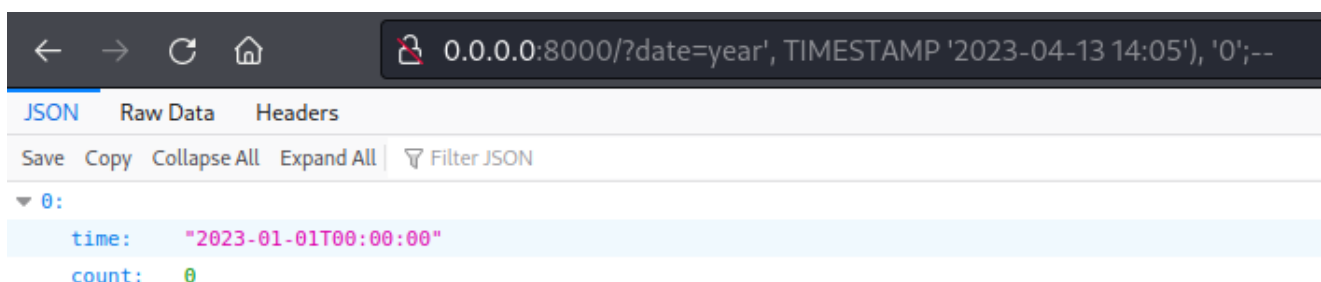 0.0.0.0:8000/?date=year', TIMESTAMP '2023-04-13 14:05'), '0';--
JSON Raw Data Headers
Save Copy Collapse All Expand All Filter JSON
0:
time: "2023-01-01T00:00:00"
count: 0